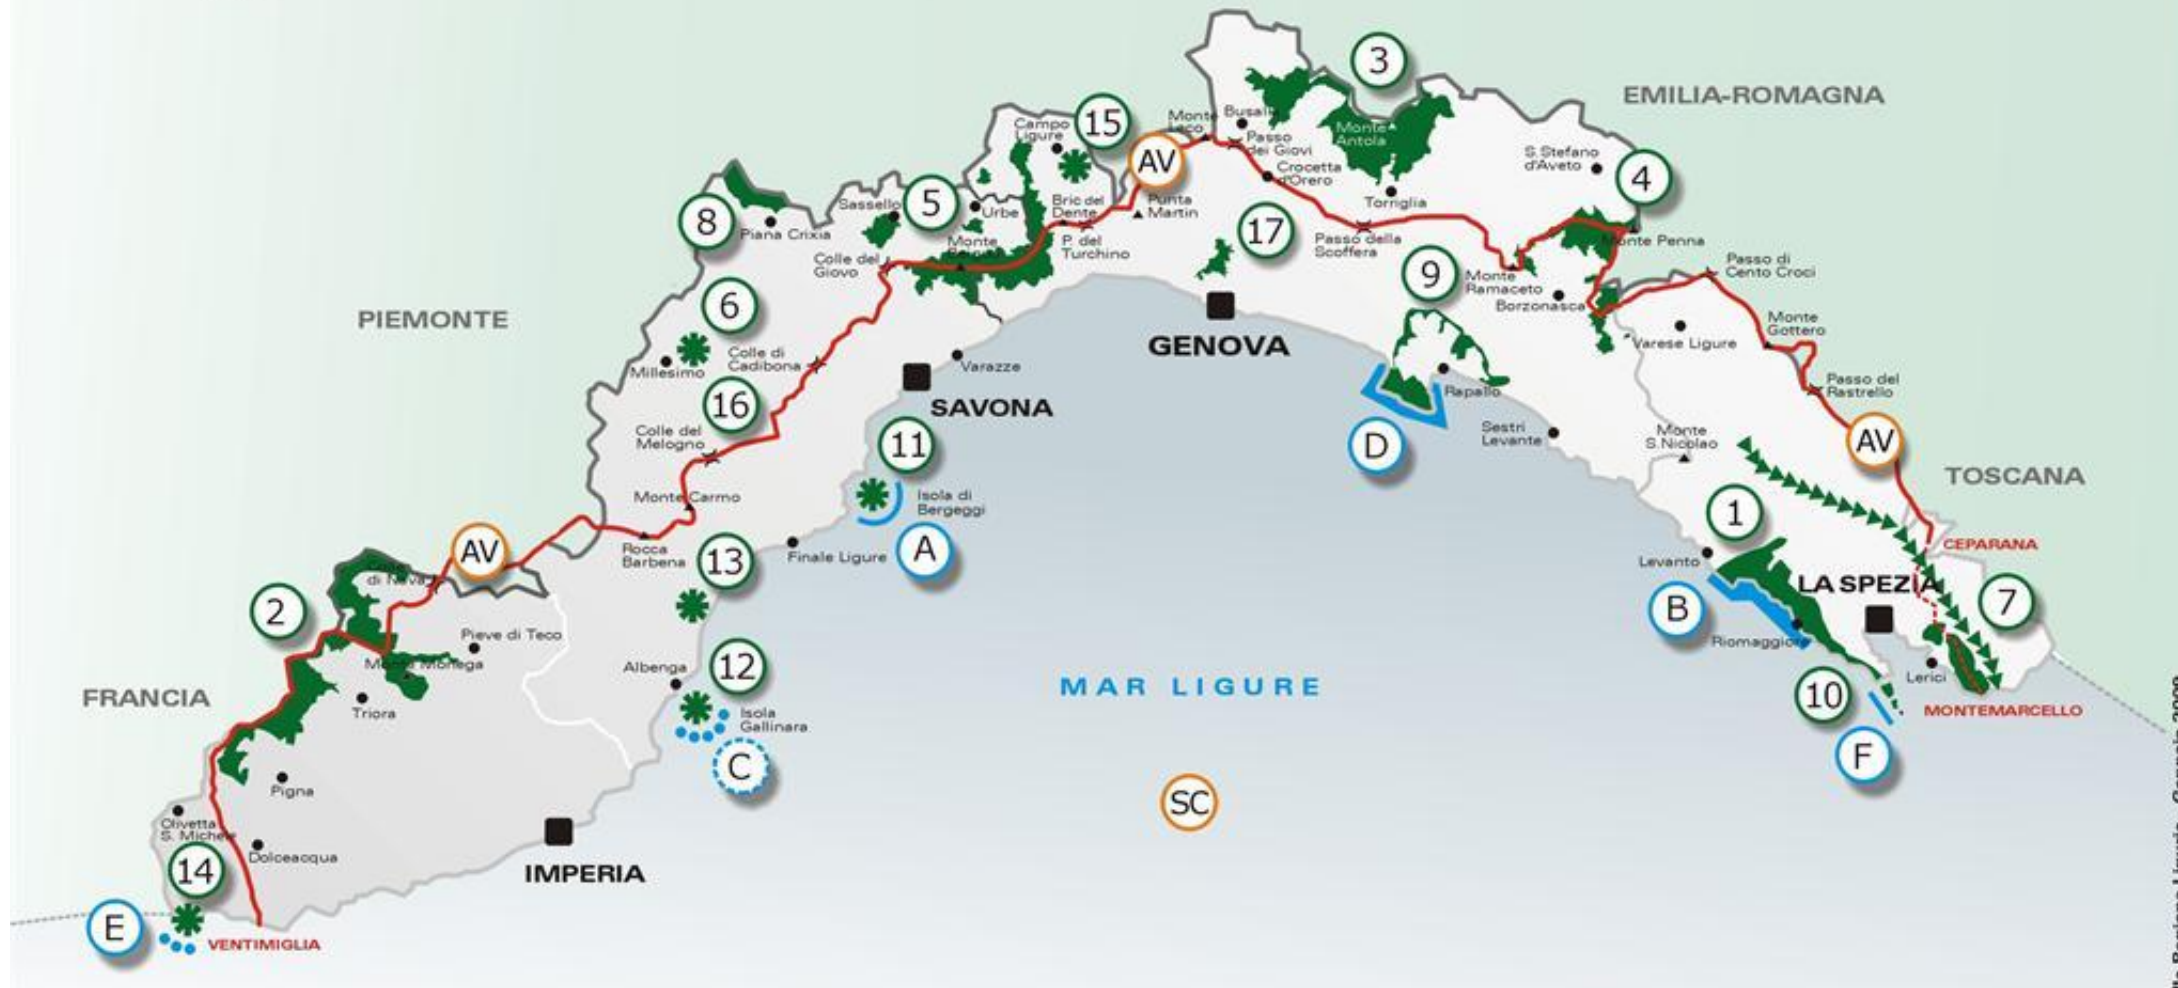 3
EMILIA-ROMAGNA
Campo
Ligure
15
Monte
Busalla
AV
Passo
dei Giovi
Monte
Antola
Crocetta
d'Orero
S. Stefano
d'Aveto
4
8
Piana Crixia
Sassello
5
Urbe
Bric del
Dente
Punta
Martin
Torriglia
17
Passo della
Scoffera
Monte Penna
Colle del
Giovo
Monte
P. del
Turchino
9
Monte
Ramaceto
Borzonasca
Passo di
Cento Croci
PIEMONTE
6
Millesimo
Colle di
Cadibona
Varazze
GENOVA
Monte
Gottero
Varese Ligure
16
SAVONA
Rapallo
Passo del
Rastrello
Colle del
Melogno
11
D
Sestri
Levante
Monte
S.Nicolao
AV
TOSCANA
Monte Carmo
Isola di
Bergeggi
1
AV
Rocca
Barbena
13
Finale Ligure
A
Levanto
CEPARANA
di Nava
LA SPEZIA
2
B
7
Pieve di Teco
Riomaggiore
Monte Monega
Albenga
12
MAR LIGURE
Lerici
10
MONTEMARCELLO
FRANCIA
Triora
Isola
Gallinara
C
F
Pigna
SC
Olivetta
S. Michele
Dolceacqua
14
IMPERIA
E
VENTIMIGLIA